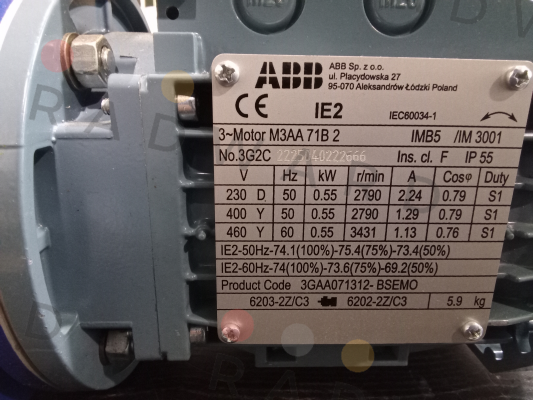 ABB
ABB Sp. z o.o.
ul. Placydowska 27
95-070 Aleksandrów Łódzki Poland
CE IE2 IEC60034-1
3~Motor M3AA 71B 2 IMB5 /IM 3001
No.3G2C Ins. cl. F IP 55
V Hz kW r/min A Cosφ Duty
230 D 50 0.55 2790 2.24 0.79 S1
400 Y 50 0.55 2790 1.29 0.79 S1
460 Y 60 0.55 3431 1.13 0.76 S1
IE2-50Hz-74.1(100%)-75.4(75%)-73.4(50%)
IE2-60Hz-74(100%)-73.6(75%)-69.2(50%)
Product Code 3GAA071312- BSEMO
6203-2Z/C3 6202-2Z/C3 5.9 kg